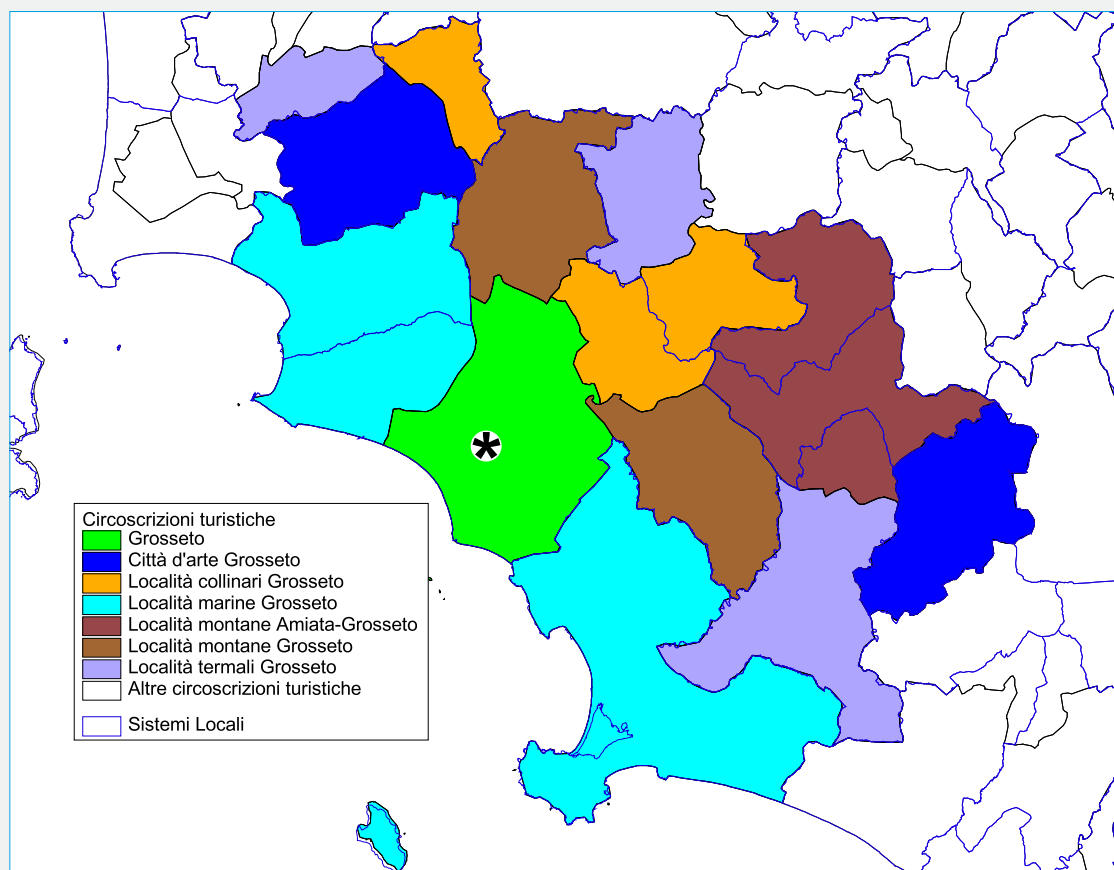 Circoscrizioni turistiche
Grosseto
Città d'arte Grosseto
Località collinari Grosseto
Località marine Grosseto
Località montane Amiata-Grosseto
Località montane Grosseto
Località termali Grosseto
Altre circoscrizioni turistiche
Sistemi Locali